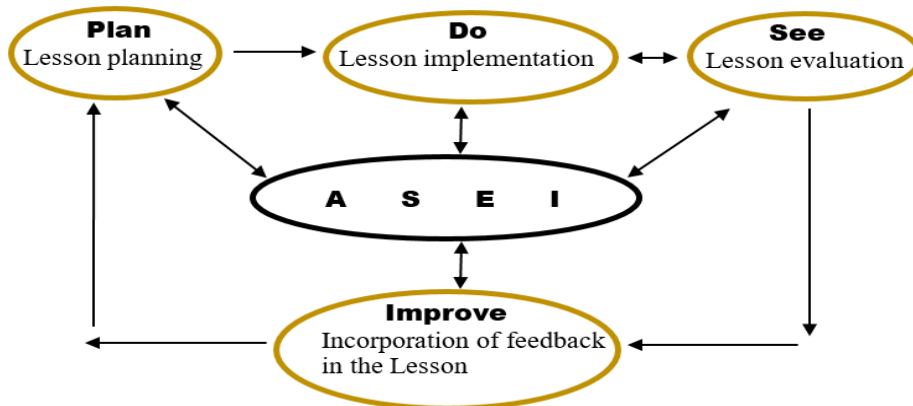 Plan
Lesson planning
Do
Lesson implementation
See
Lesson evaluation
A S E I
Improve
Incorporation of feedback
in the Lesson